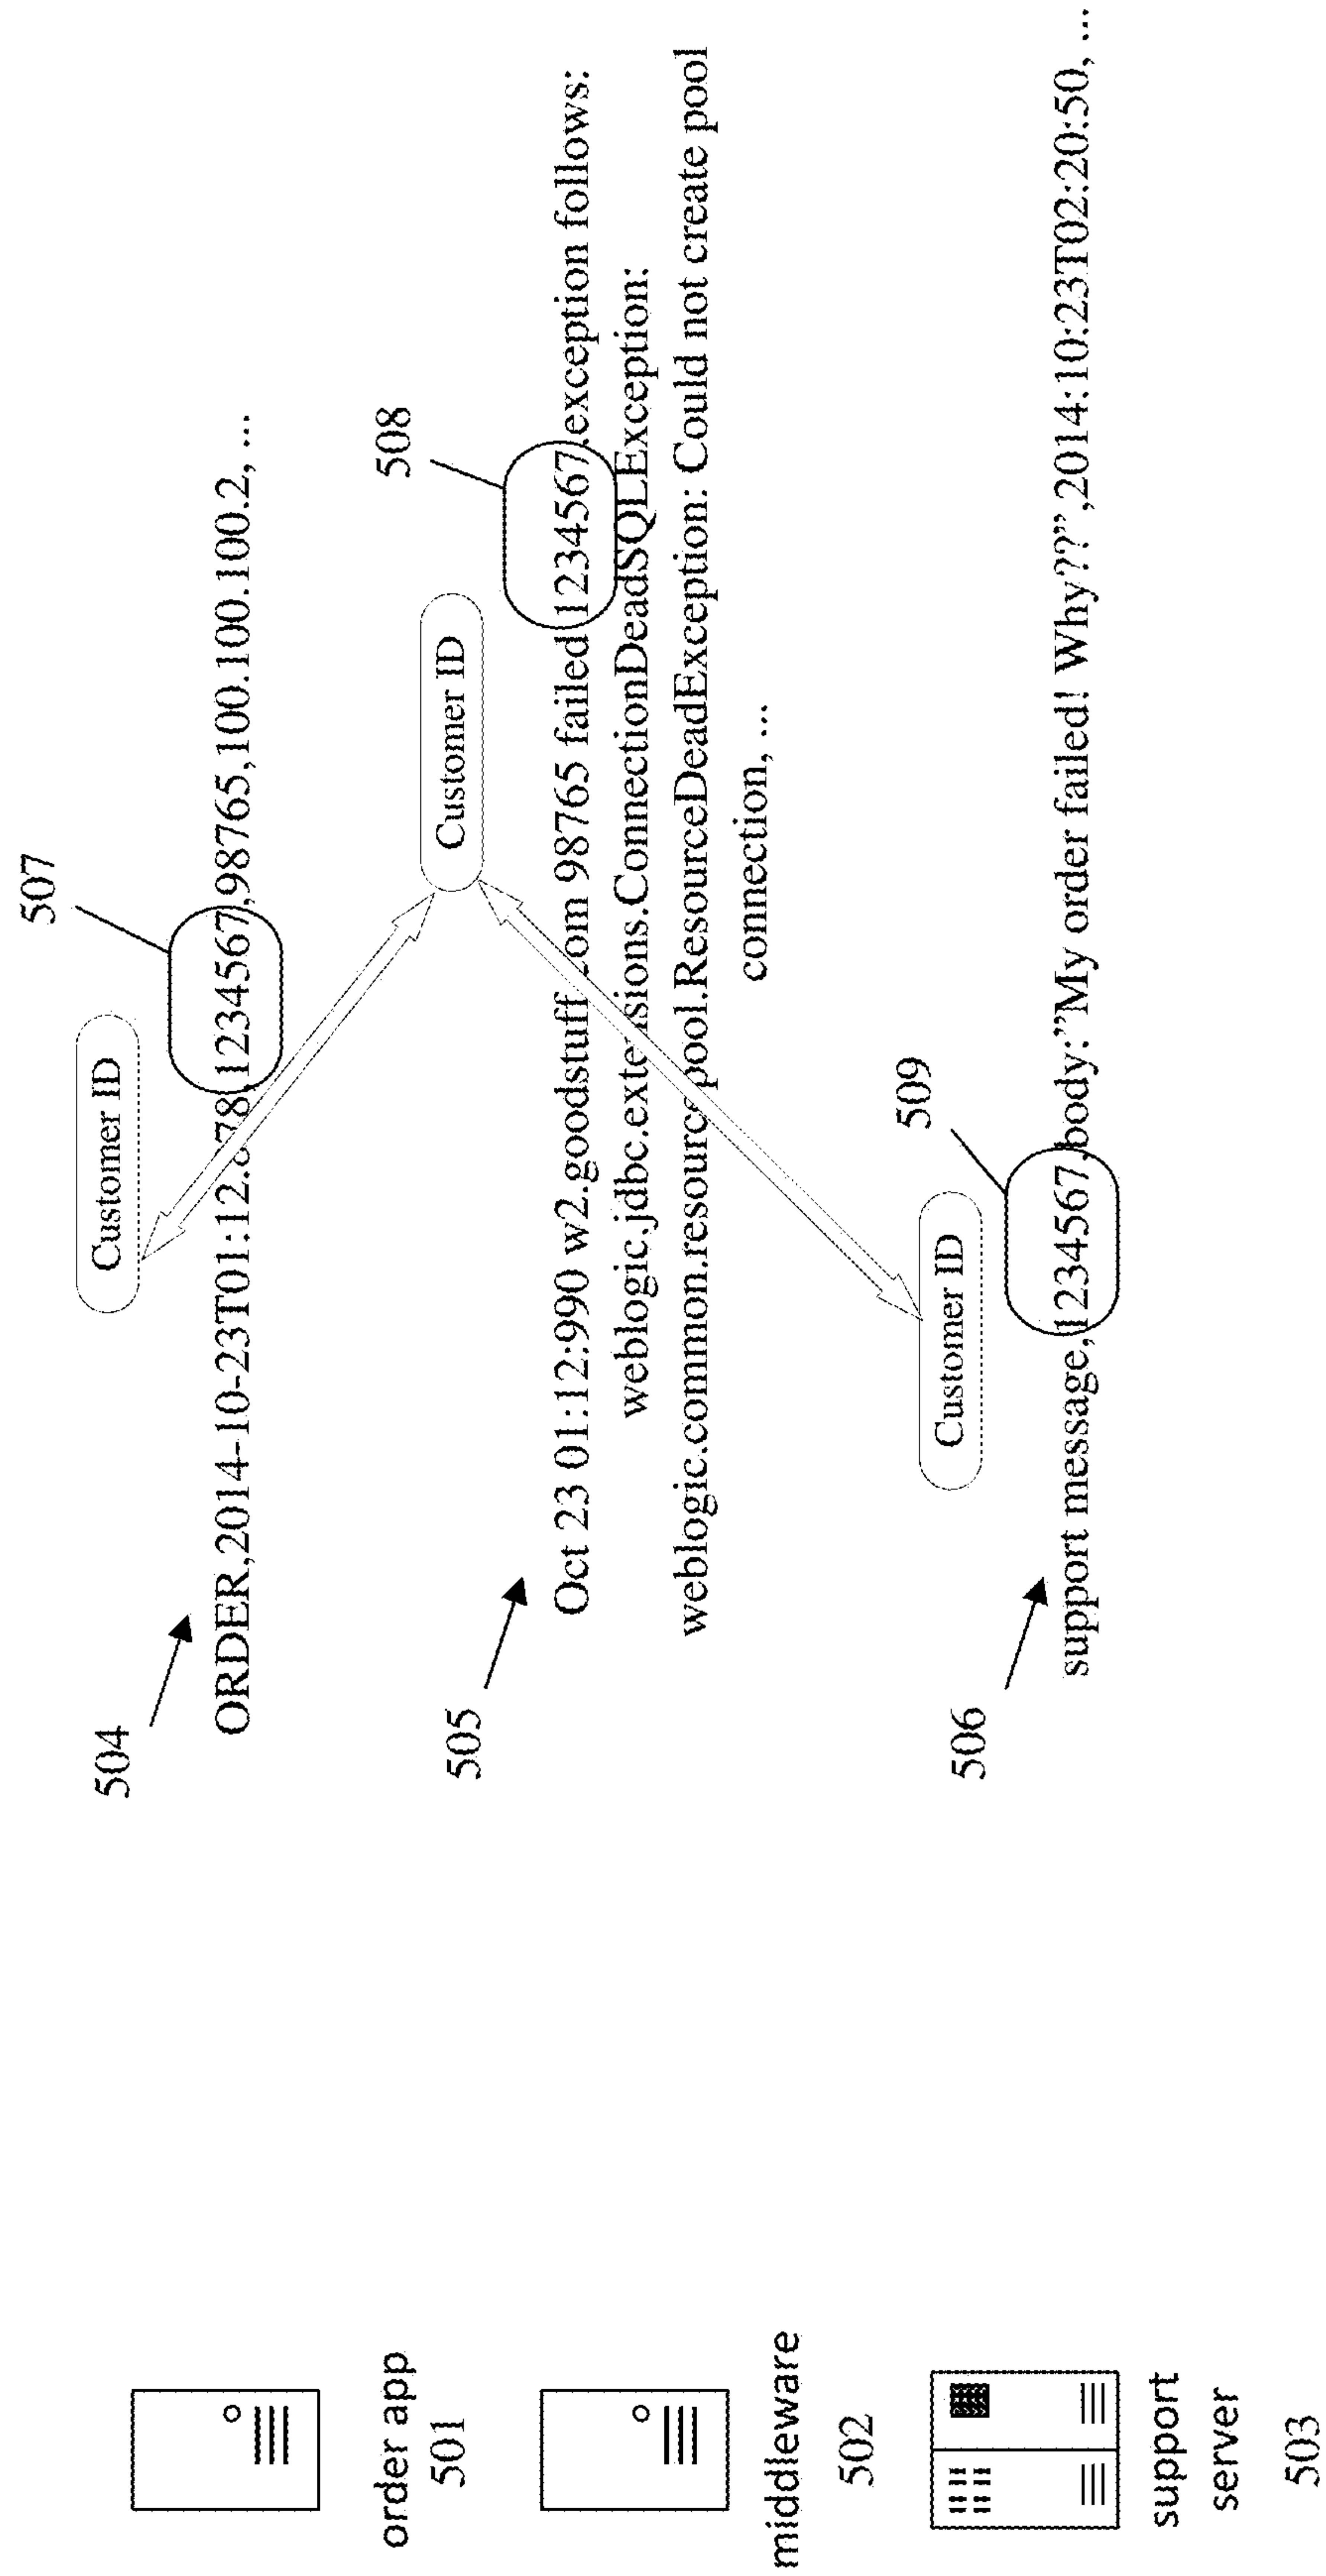 order app
501
504
Customer ID
507
ORDER,2014-10-23T01:12.878,1234567,98765,100.100.100.2, ...
middleware
502
505
Customer ID
508
Oct 23 01:12:990 w2.goodstuff.com 98765 failed 1234567.exception follows:
weblogic.jdbc.extensions.ConnectionDeadSQLException:
weblogic.common.resourcepool.ResourceDeadException: Could not create pool
connection, ...
support
server
503
506
Customer ID
509
support message,1234567,body:”My order failed! Why??”,2014:10:23T02:20:50, ...